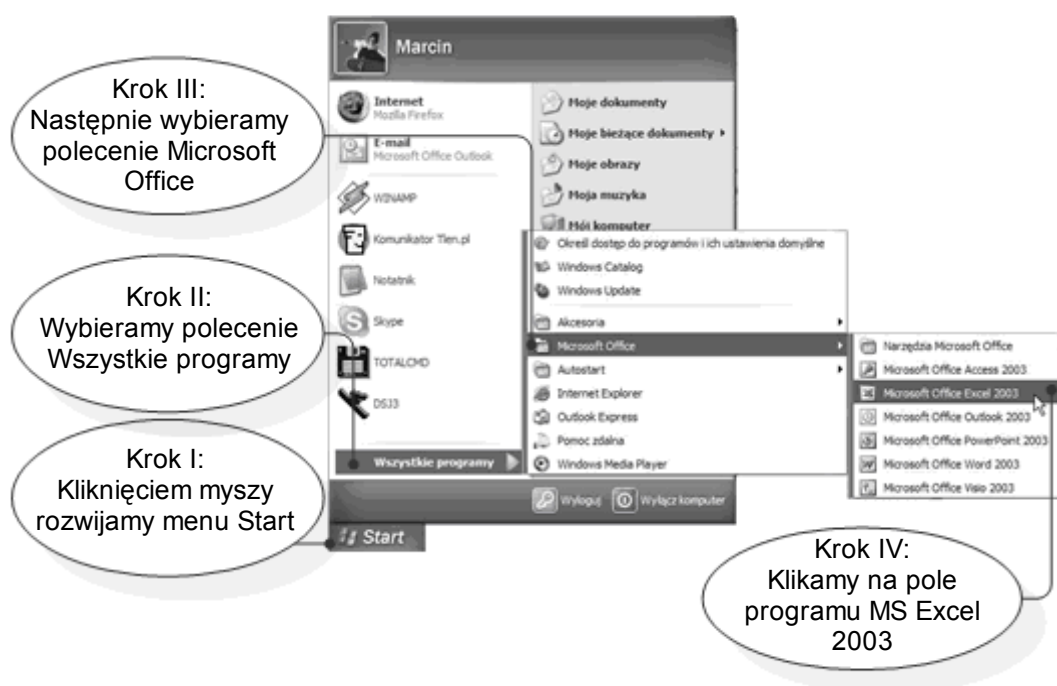 Marcin
Krok III:
Następnie wybieramy
polecenie Microsoft
Office
Internet
Mozilla Firefox
E-mail
Microsoft Office Outlook
WINAMP
Komunikator Tlen.pl
Notatnik
Skype
TOTALCMD
DSJ3
Wszystkie programy
Moje dokumenty
Moje bieżące dokumenty
Moje obrazy
Moja muzyka
Mój komputer
Określ dostęp do programów i ich ustawienia domyślne
Windows Catalog
Windows Update
Akcesoria
Microsoft Office
Autostart
Internet Explorer
Outlook Express
Pomoc zdalna
Windows Media Player
Narzędzia Microsoft Office
Microsoft Office Access 2003
Microsoft Office Excel 2003
Microsoft Office Outlook 2003
Microsoft Office PowerPoint 2003
Microsoft Office Word 2003
Microsoft Office Visio 2003
Krok II:
Wybieramy polecenie
Wszystkie programy
Krok I:
Kliknięciem myszy
rozwijamy menu Start
Wyloguj
Wyłącz komputer
Start
Krok IV:
Klikamy na pole
programu MS Excel
2003